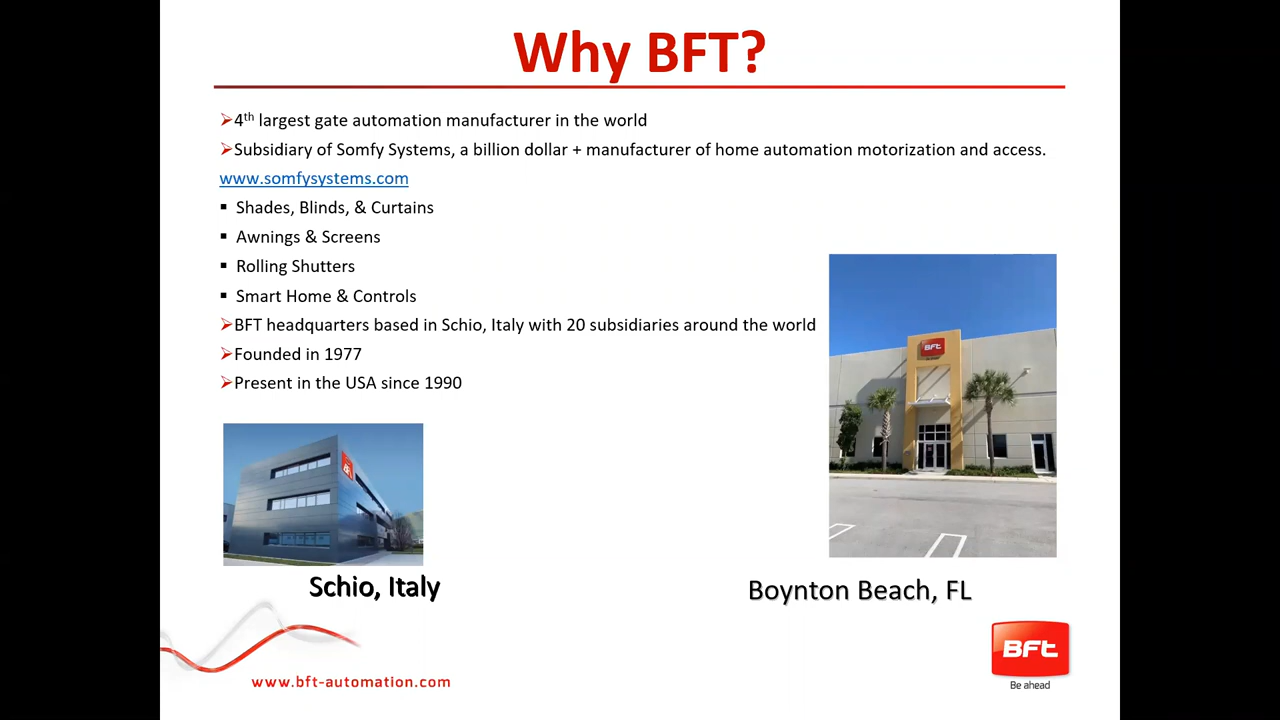 Why BFT?
➢4th largest gate automation manufacturer in the world
➢Subsidiary of Somfy Systems, a billion dollar + manufacturer of home automation motorization and access.
www.somfysystems.com
▪ Shades, Blinds, & Curtains
▪ Awnings & Screens
▪ Rolling Shutters
▪ Smart Home & Controls
➢BFT headquarters based in Schio, Italy with 20 subsidiaries around the world
➢Founded in 1977
➢Present in the USA since 1990
BFt
BFt
Schio, Italy
Boynton Beach, FL
BFt
Be ahead
www.bft-automation.com